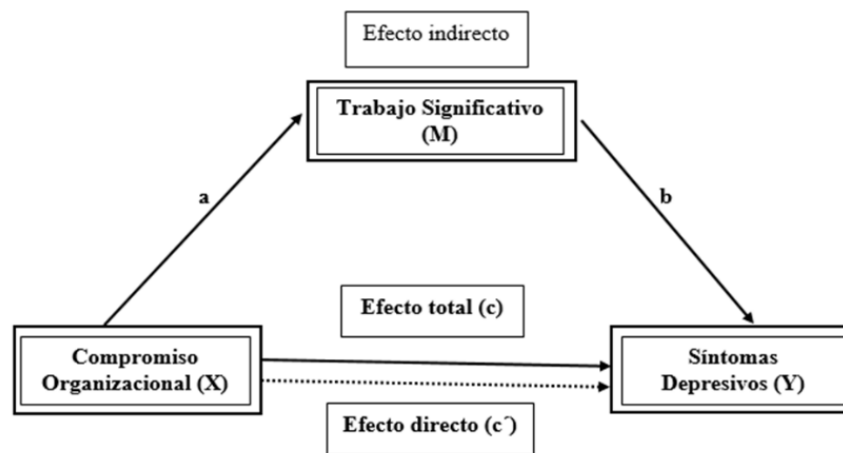 Efecto indirecto
Trabajo Significativo
(M)
a
b
Efecto total (c)
Compromiso
Organizacional (X)
Síntomas
Depresivos (Y)
Efecto directo (c´)